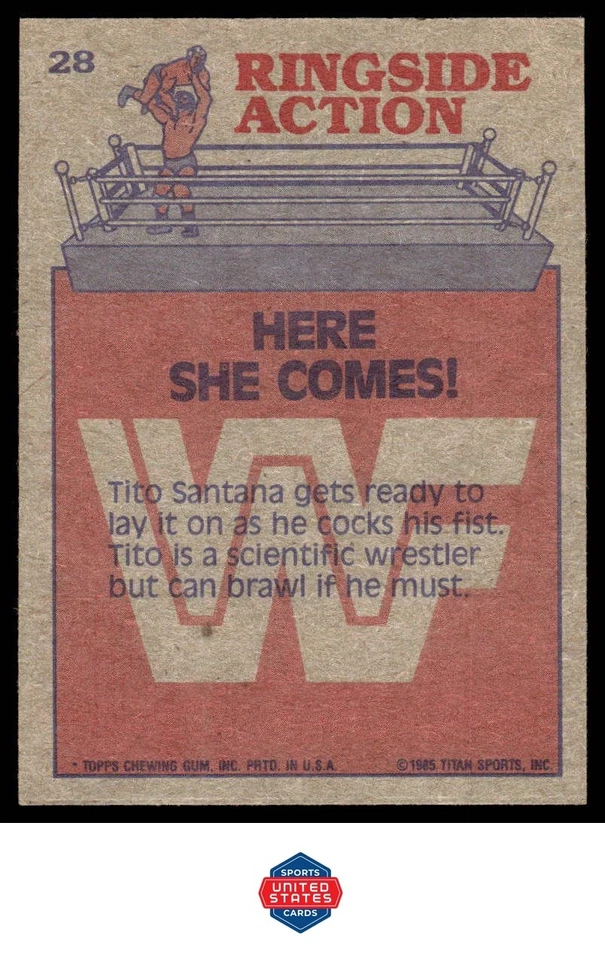 28
RINGSIDE
ACTION
HERE
SHE COMES!
WF
Tito Santana gets ready to
lay it on as he cocks his fist.
Tito is a scientific wrestler
but can brawl if he must.
* TOPPS CHEWING GUM, INC. PRTD. IN U.S.A.
©1985 TITAN SPORTS, INC.
SPORTS
UNITED
STATES
CARDS